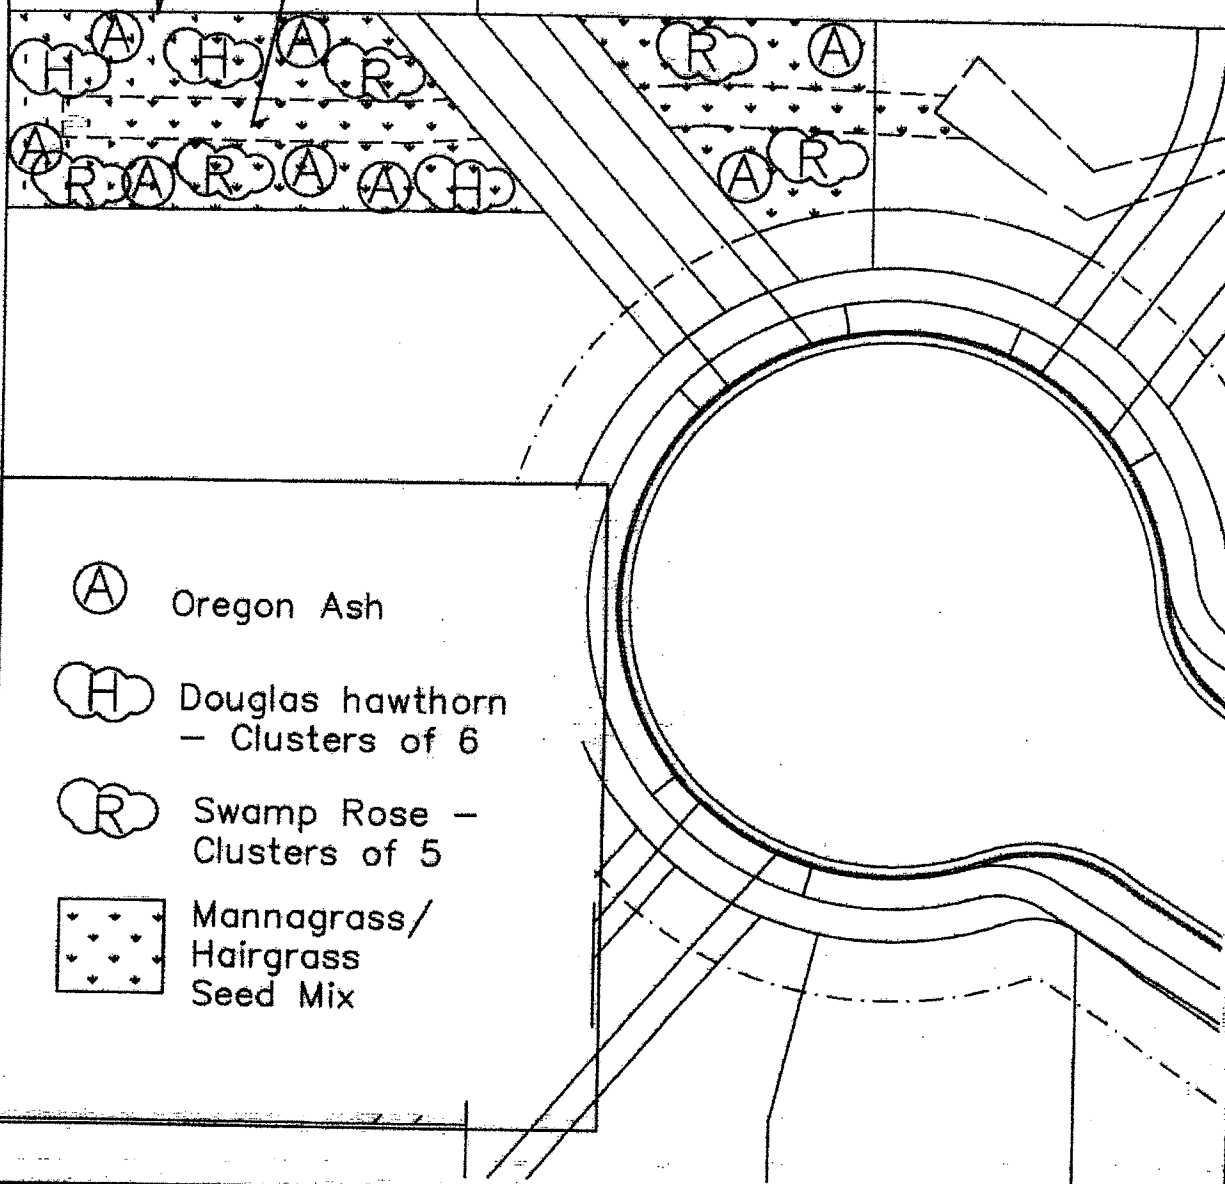 A H A R A
H R
A R A R A A H A R
A Oregon Ash
H Douglas hawthorn
– Clusters of 6
R Swamp Rose –
Clusters of 5
Mannagrass/
Hairgrass
Seed Mix